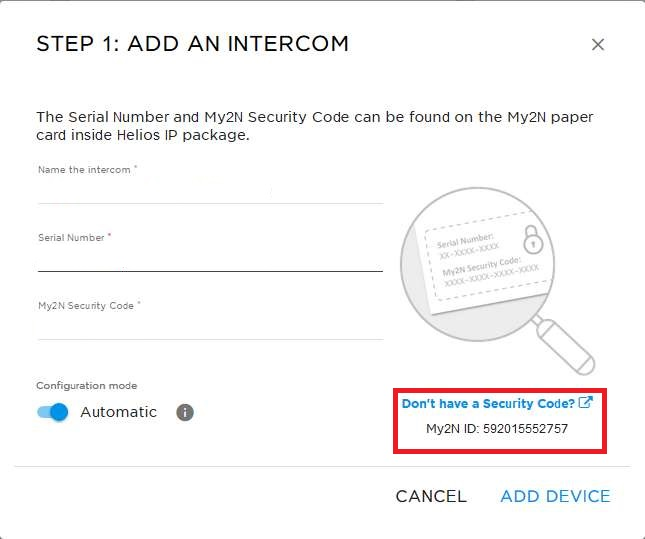 STEP 1: ADD AN INTERCOM
The Serial Number and My2N Security Code can be found on the My2N paper
card inside Helios IP package.
Name the intercom *
Serial Number *
My2N Security Code *
Serial Number:
XX-XXXX-XXXX
My2N Security Code:
XXXX-XXXX-XXXX-XXXX
Configuration mode
Automatic
Don't have a Security Code?
My2N ID: 592015552757
CANCEL
ADD DEVICE